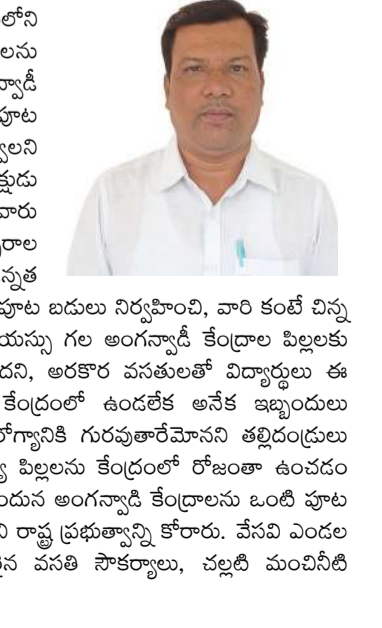 లోని
లను
న్వాడీ
పూట
వ్వాలని
క్షుడు
వారు
రాల
న్నత
పూట బడులు నిర్వహించి, వారి కంటే చిన్న
యస్సు గల అంగన్వాడీ కేంద్రాల పిల్లలకు
దని, అరకొర వసతులతో విద్యార్థులు ఈ
కేంద్రంలో ఉండలేక అనేక ఇబ్బందులు
రోగ్యానికి గురవుతారేమోనని తల్లిదండ్రులు
పిల్లలను కేంద్రంలో రోజంతా ఉంచడం
ందున అంగన్వాడి కేంద్రాలను ఒంటి పూట
ని రాష్ట్ర ప్రభుత్వాన్ని కోరారు. వేసవి ఎండల
ైన వసతి సౌకర్యాలు, చల్లటి మంచినీటి